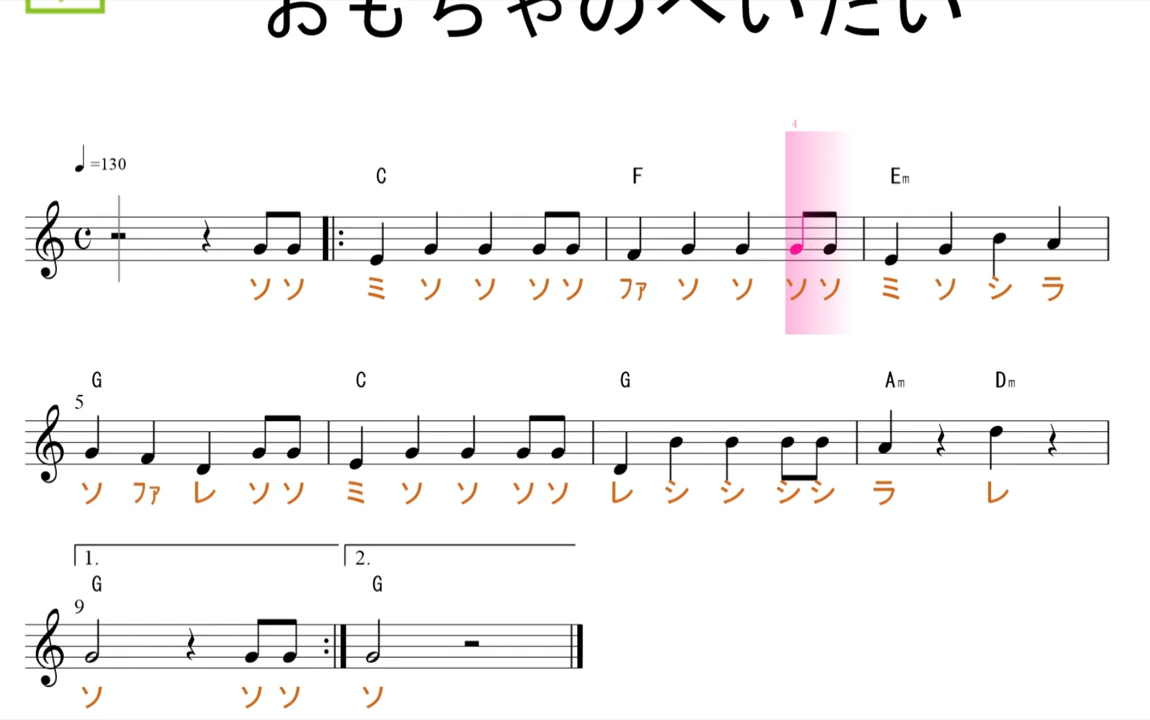 おもちゃのへいたい
4
=130
C F Em
ソ ソ ミ ソ ソ ソ ソ ファ ソ ソ ソ ソ ミ ソ シ ラ
G C G Am Dm
5
ソ ファ レ ソ ソ ミ ソ ソ ソ ソ レ シ シ シ シ ラ レ
1. 2.
G G
9
ソ ソ ソ ソ